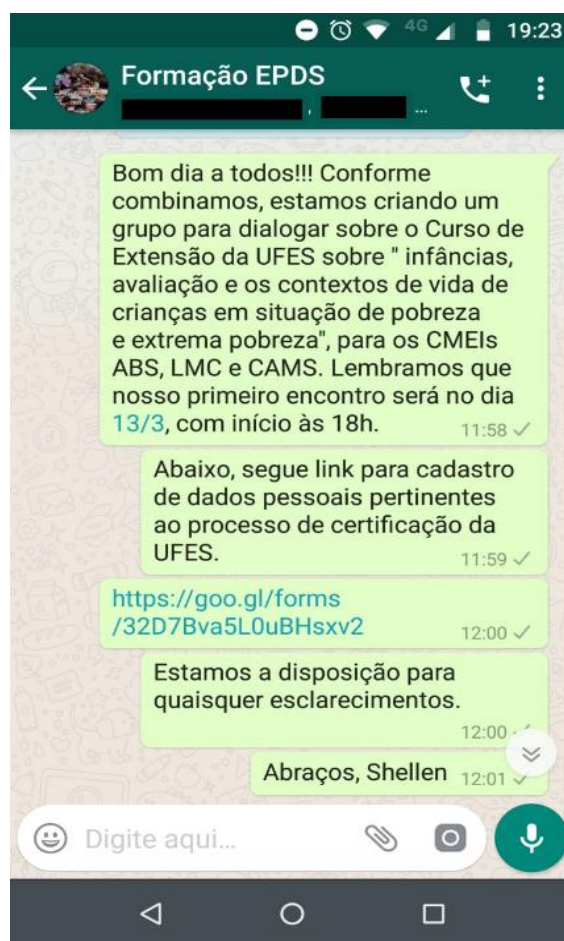 4G 19:23
Formação EPDS
, ...
Bom dia a todos!!! Conforme
combinamos, estamos criando um
grupo para dialogar sobre o Curso de
Extensão da UFES sobre " infâncias,
avaliação e os contextos de vida de
crianças em situação de pobreza
e extrema pobreza", para os CMEIs
ABS, LMC e CAMS. Lembramos que
nosso primeiro encontro será no dia
13/3, com início às 18h.
11:58
Abaixo, segue link para cadastro
de dados pessoais pertinentes
ao processo de certificação da
UFES.
11:59
https://goo.gl/forms
/32D7Bva5L0uBHsxv2
12:00
Estamos a disposição para
quaisquer esclarecimentos.
12:00
Abraços, Shellen 12:01
Digite aqui...